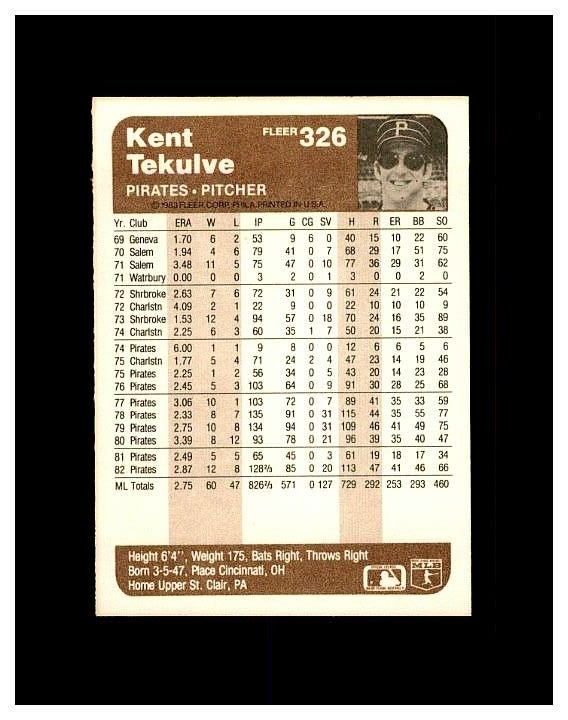 Kent
Tekulve
FLEER 326
P
PIRATES • PITCHER
© 1983 FLEER CORP. PHILA. PRINTED IN U.S.A.
Yr. Club ERA W L IP G CG SV H R ER BB SO
69 Geneva 1.70 6 2 53 9 6 0 40 15 10 22 60
70 Salem 1.94 4 6 79 41 0 7 68 29 17 51 75
71 Salem 3.48 11 5 75 47 0 10 77 36 29 31 62
71 Watrbury 0.00 0 0 3 2 0 1 3 0 0 2 0
72 Shrbroke 2.63 7 6 72 31 0 9 61 24 21 22 54
72 Charlstn 4.09 2 1 22 9 0 0 22 10 10 10 9
73 Shrbroke 1.53 12 4 94 57 0 18 70 24 16 35 89
74 Charlstn 2.25 6 3 60 35 1 7 50 20 15 21 38
74 Pirates 6.00 1 1 9 8 0 0 12 6 6 5 6
75 Charlstn 1.77 5 4 71 24 2 4 47 23 14 19 46
75 Pirates 2.25 1 2 56 34 0 5 43 20 14 23 28
76 Pirates 2.45 5 3 103 64 0 9 91 30 28 25 68
77 Pirates 3.06 10 1 103 72 0 7 89 41 35 33 59
78 Pirates 2.33 8 7 135 91 0 31 115 44 35 55 77
79 Pirates 2.75 10 8 134 94 0 31 109 46 41 49 75
80 Pirates 3.39 8 12 93 78 0 21 96 39 35 40 47
81 Pirates 2.49 5 5 65 45 0 3 61 19 18 17 34
82 Pirates 2.87 12 8 128⅔ 85 0 20 113 47 41 46 66
ML Totals 2.75 60 47 826⅔ 571 0 127 729 292 253 293 460
Height 6'4'', Weight 175, Bats Right, Throws Right
Born 3-5-47, Place Cincinnati, OH
Home Upper St. Clair, PA